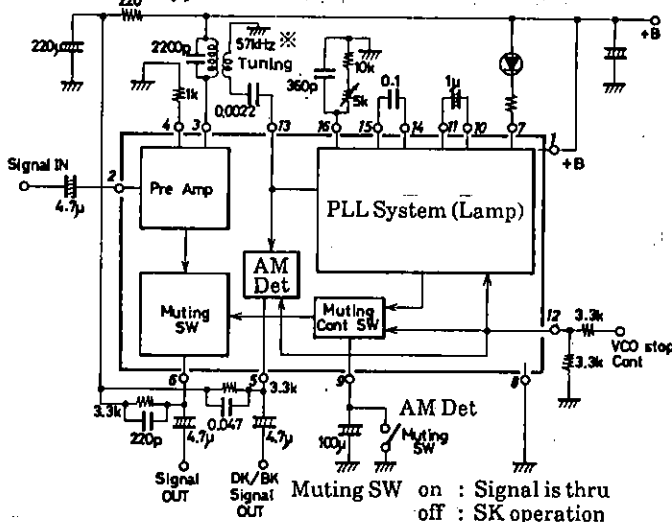 220
220μ
2200p
57kHz ※
Tuning
0.0022
360p
10k
5k
0.1
1μ
+B
1k
4 3 13 16 15 14 11 10 7 1
+B
Signal IN
2
4.7μ
Pre Amp
PLL System (Lamp)
AM
Det
Muting
SW
Muting
Cont SW
12
3.3k
VCO stop
Cont
3.3k
6 5 9 8
3.3k
3.3k
220p
4.7μ
0.047
4.7μ
100μ
AM Det
Muting
SW
Signal
OUT
DK/BK
Signal
OUT
Muting SW on : Signal is thru
off : SK operation